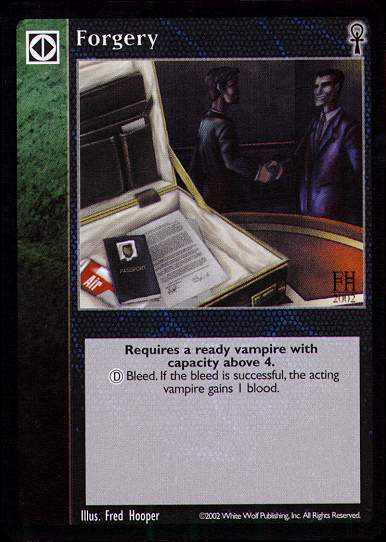 Forgery
PASSPORT
Air
FH
2002
Requires a ready vampire with
capacity above 4.
Ⓓ Bleed. If the bleed is successful, the acting
vampire gains 1 blood.
Illus. Fred Hooper
©2002 White Wolf Publishing, Inc. All Rights Reserved.